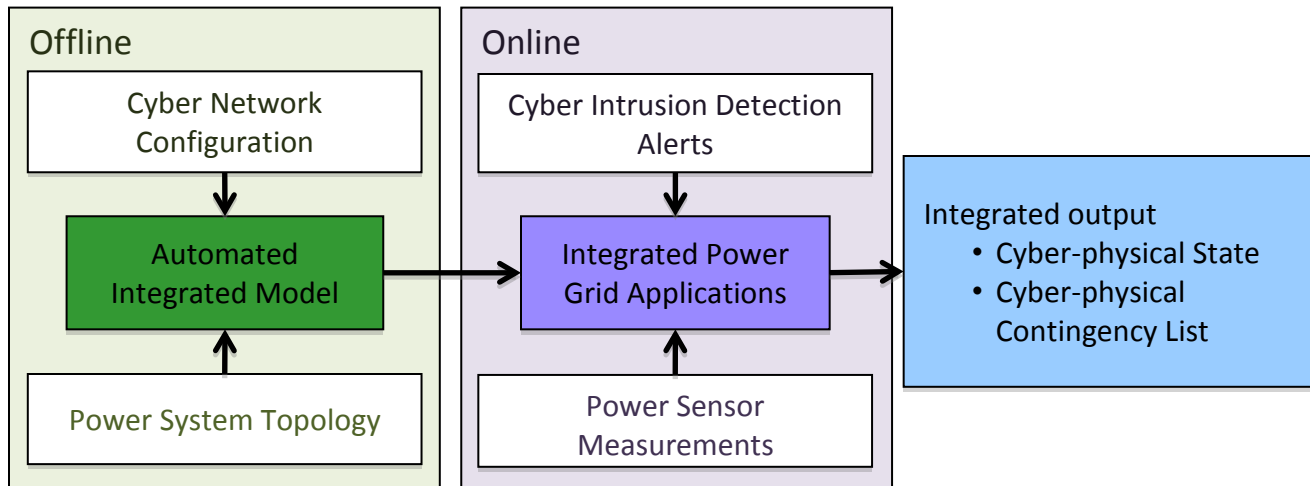 Offline
Cyber Network
Configuration
Automated
Integrated Model
Power System Topology
Online
Cyber Intrusion Detection
Alerts
Integrated Power
Grid Applications
Power Sensor
Measurements
Integrated output
• Cyber-physical State
• Cyber-physical
Contingency List